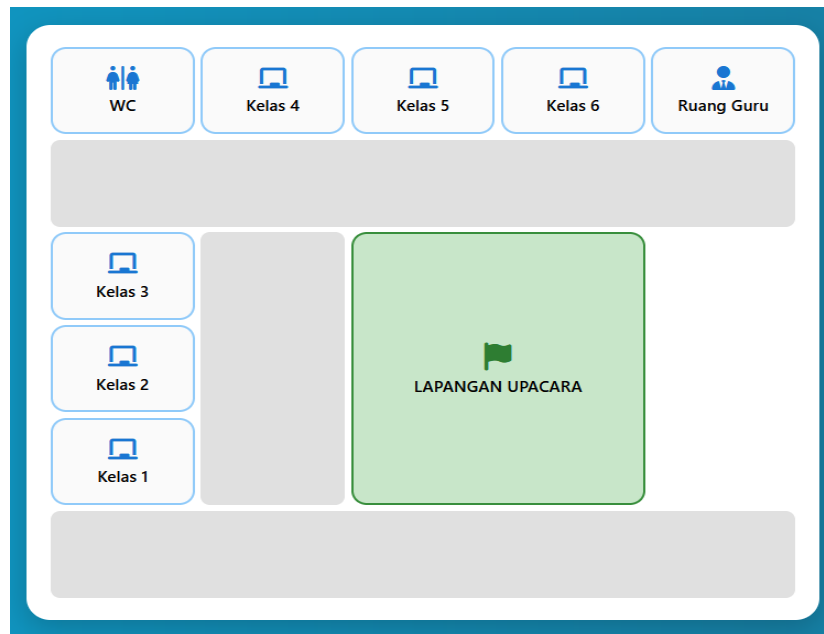 WC
Kelas 4
Kelas 5
Kelas 6
Ruang Guru
Kelas 3
Kelas 2
Kelas 1
LAPANGAN UPACARA